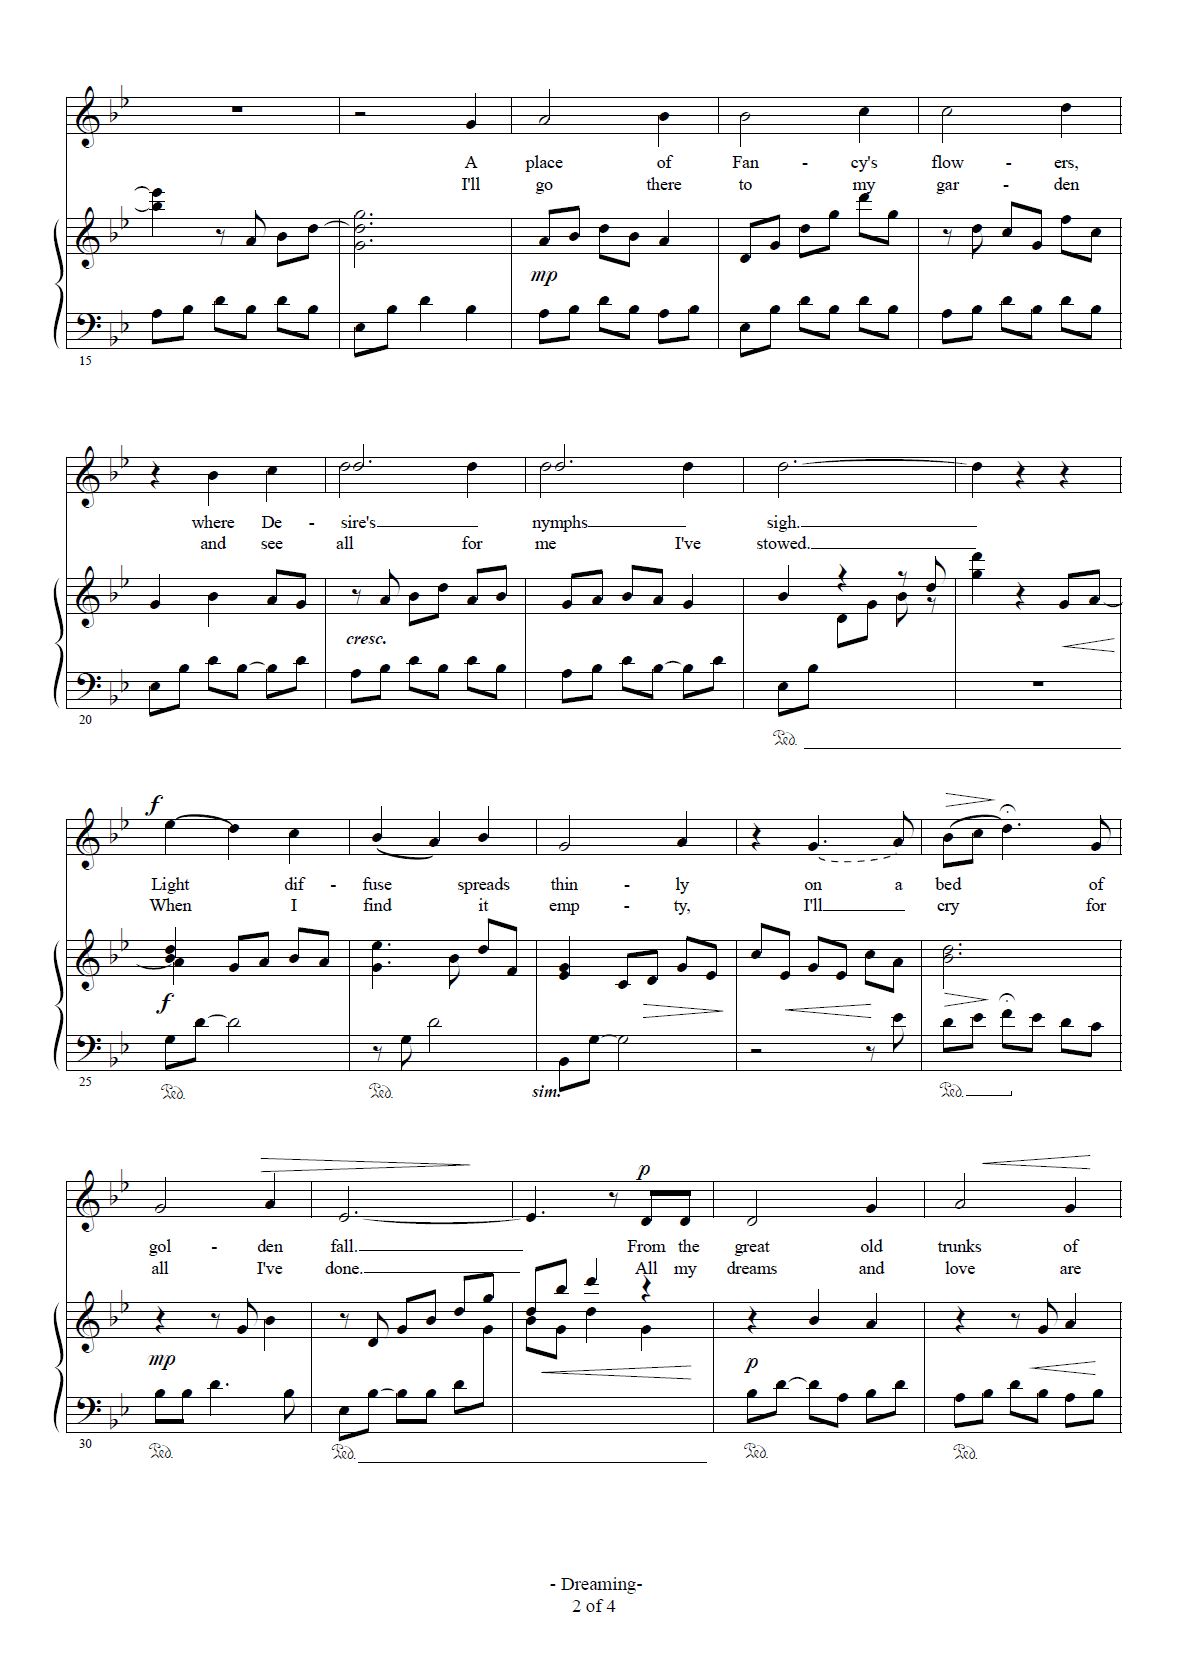 A place of Fan - cy's flow - ers,
I'll go there to my gar - den
mp
15
where De - sire's nymphs sigh.
and see all for me I've stowed.
cresc.
20
Ped.
f
Light dif - fuse spreads thin - ly on a bed of
When I find it emp - ty, I'll cry for
f
25
Ped. Ped. sim. Ped.
p
gol - den fall. From the great old trunks of
all I've done. All my dreams and love are
mp p
30
Ped. Ped. Ped. Ped.
- Dreaming-
2 of 4